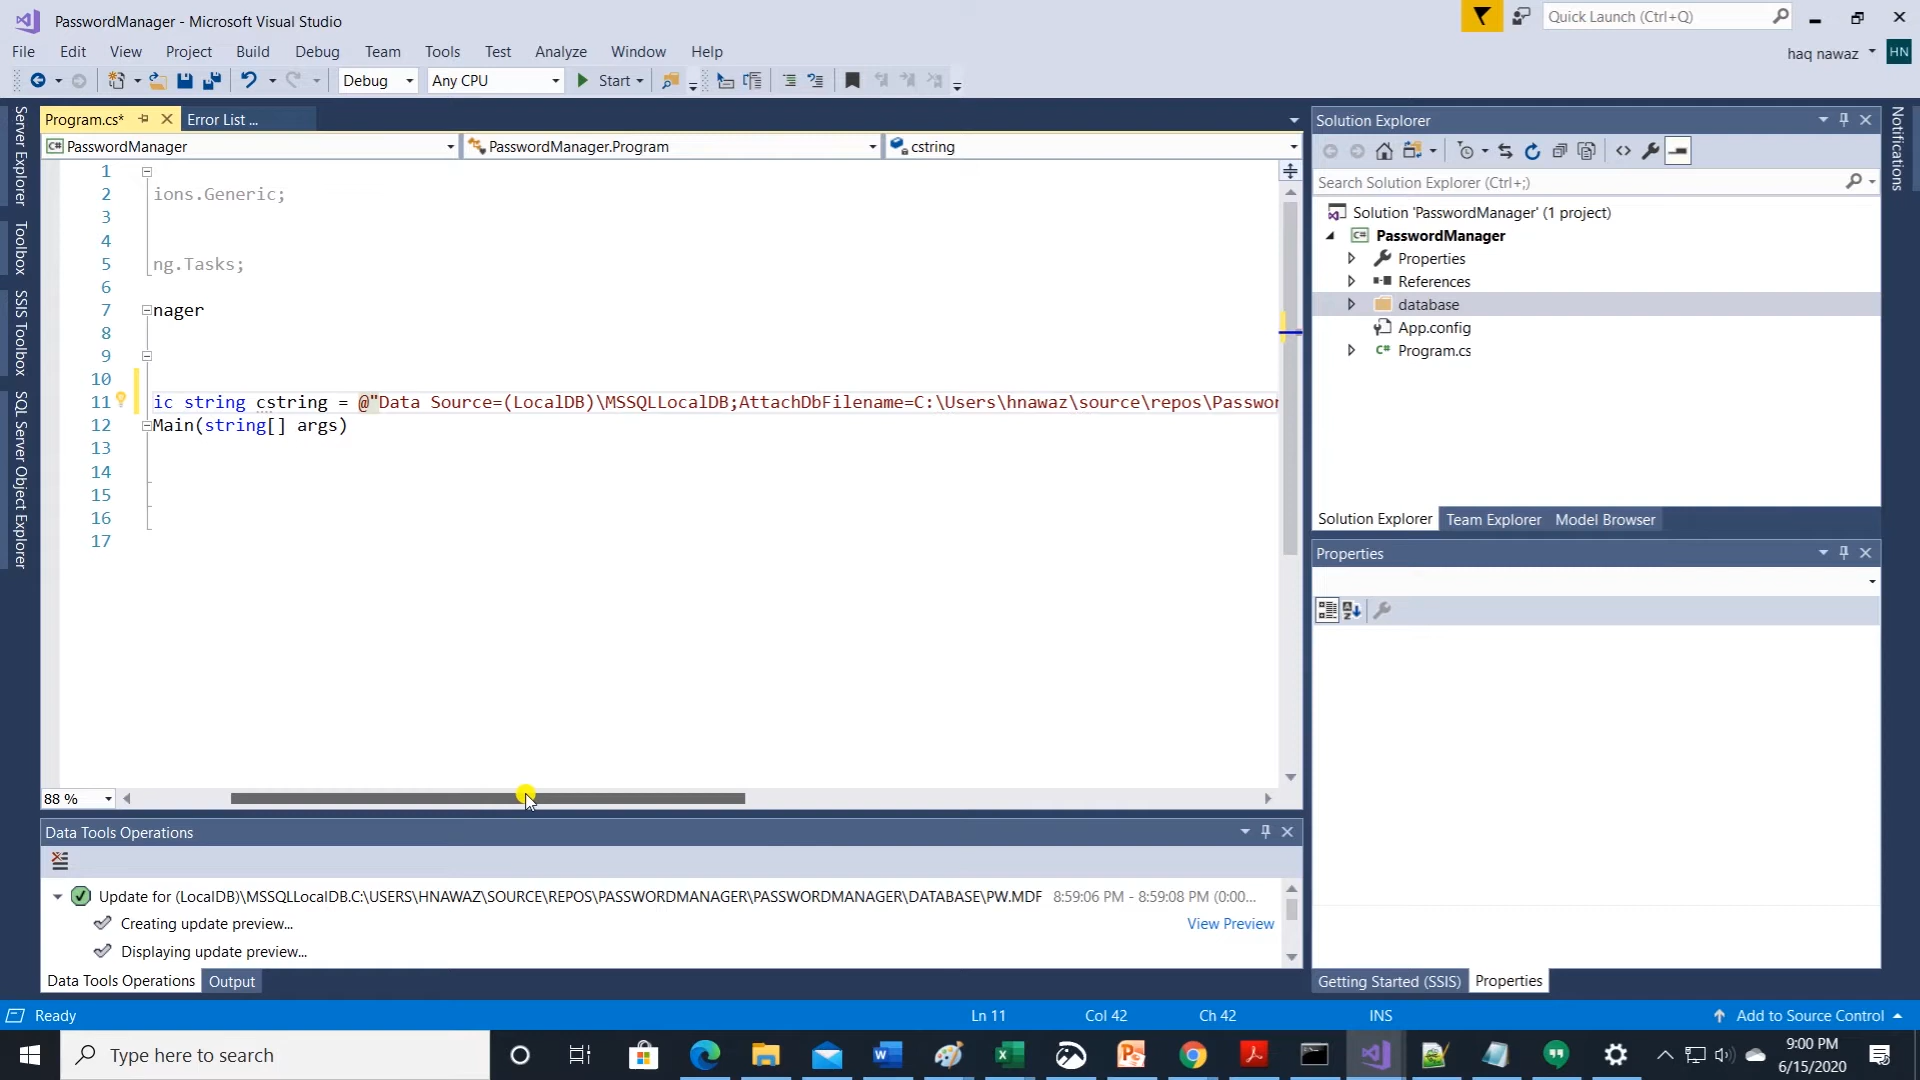 PasswordManager - Microsoft Visual Studio
Quick Launch (Ctrl+Q)
File Edit View Project Build Debug Team Tools Test Analyze Window Help
haq nawaz HN
Debug Any CPU Start
Program.cs* Error List ...
PasswordManager PasswordManager.Program cstring
1
2 ions.Generic;
3
4
5 ng.Tasks;
6
7 nager
8
9
10
11 ic string cstring = @"Data Source=(LocalDB)\MSSQLLocalDB;AttachDbFilename=C:\Users\hnawaz\source\repos\Passwor
12 Main(string[] args)
13
14
15
16
17
88 %
Server Explorer
Toolbox
SSIS Toolbox
SQL Server Object Explorer
Data Tools Operations
Update for (LocalDB)\MSSQLLocalDB.C:\USERS\HNAWAZ\SOURCE\REPOS\PASSWORDMANAGER\PASSWORDMANAGER\DATABASE\PW.MDF 8:59:06 PM - 8:59:08 PM (0:00...
Creating update preview... View Preview
Displaying update preview...
Data Tools Operations Output
Solution Explorer
Search Solution Explorer (Ctrl+;)
Solution 'PasswordManager' (1 project)
C# PasswordManager
Properties
References
database
App.config
C# Program.cs
Solution Explorer Team Explorer Model Browser
Properties
Getting Started (SSIS) Properties
Notifications
Ready Ln 11 Col 42 Ch 42 INS Add to Source Control
Type here to search
9:00 PM
6/15/2020